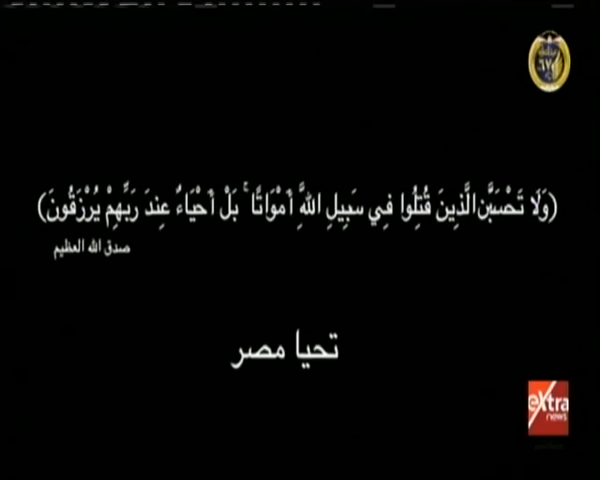 (وَلَا تَحْسَبَنَّ الَّذِينَ قُتِلُوا فِي سَبِيلِ اللَّهِ أَمْوَاتًا ۚ بَلْ أَحْيَاءٌ عِندَ رَبِّهِمْ يُرْزَقُونَ)
صدق الله العظيم
تحيا مصر
eXtra
news